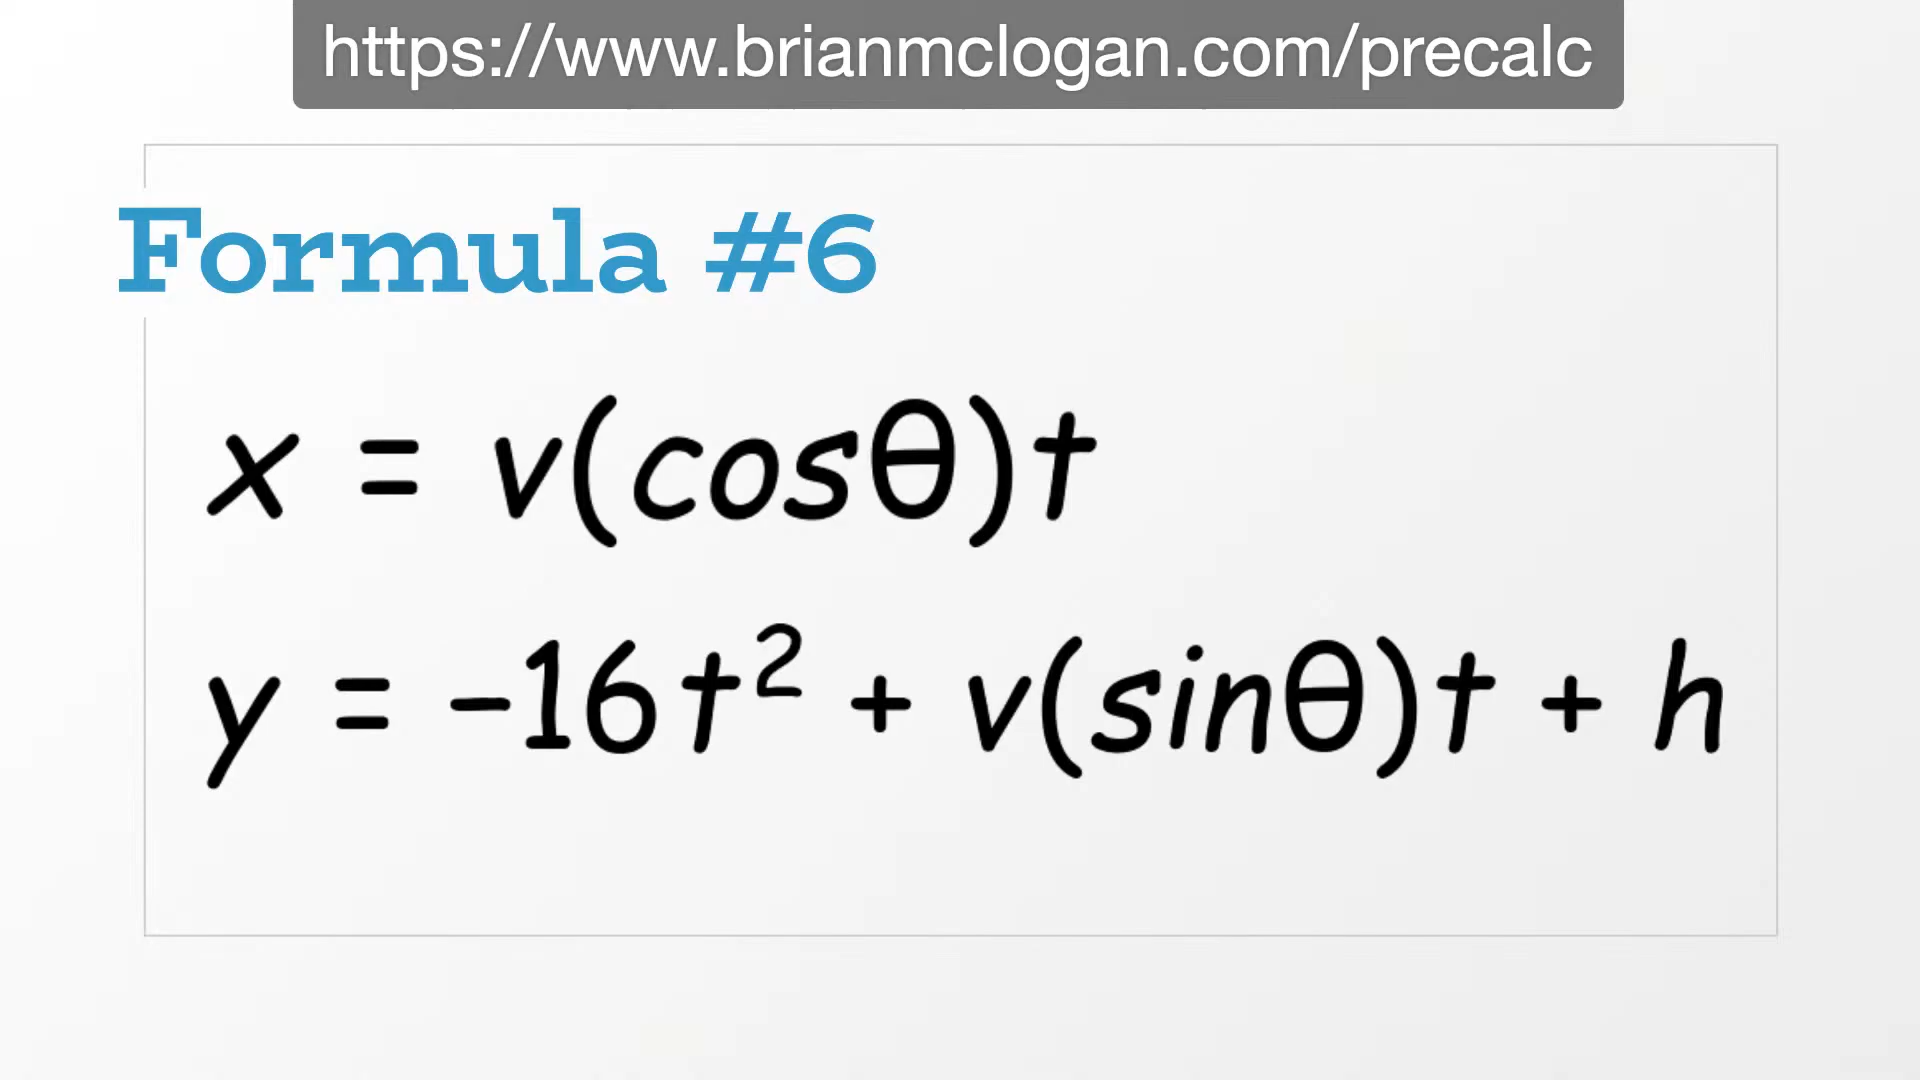 https://www.brianmclogan.com/precalc
Formula #6
x = v(cosθ)t
y = -16t² + v(sinθ)t + h